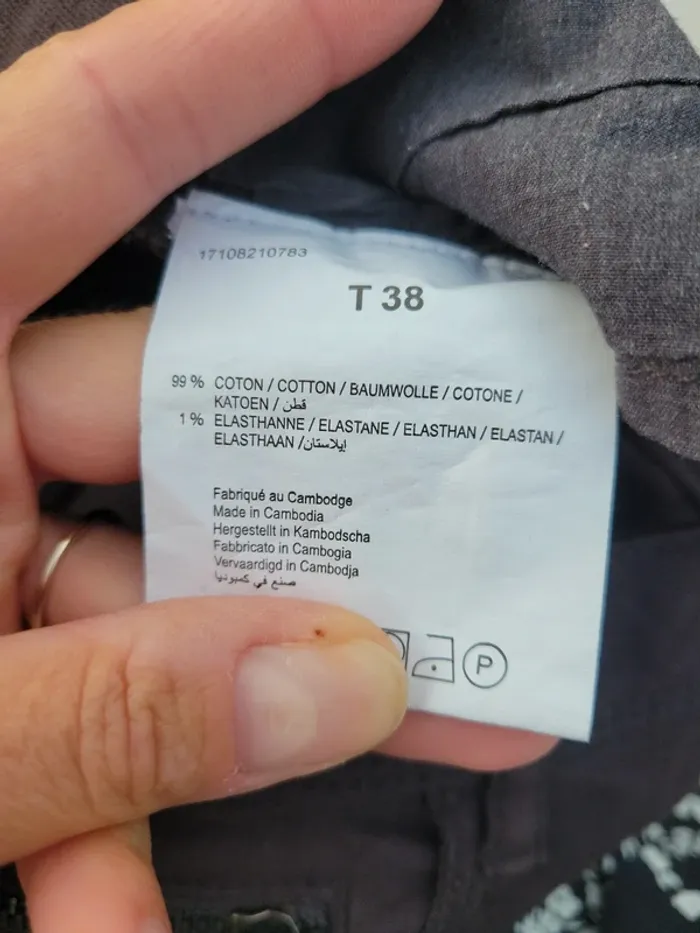 17108210783
T 38
99 % COTON / COTTON / BAUMWOLLE / COTONE /
KATOEN / قطن
1 % ELASTHANNE / ELASTANE / ELASTHAN / ELASTAN /
ELASTHAAN /إيلاستان
Fabriqué au Cambodge
Made in Cambodia
Hergestellt in Kambodscha
Fabbricato in Cambogia
Vervaardigd in Cambodja
صنع في كمبوديا
P